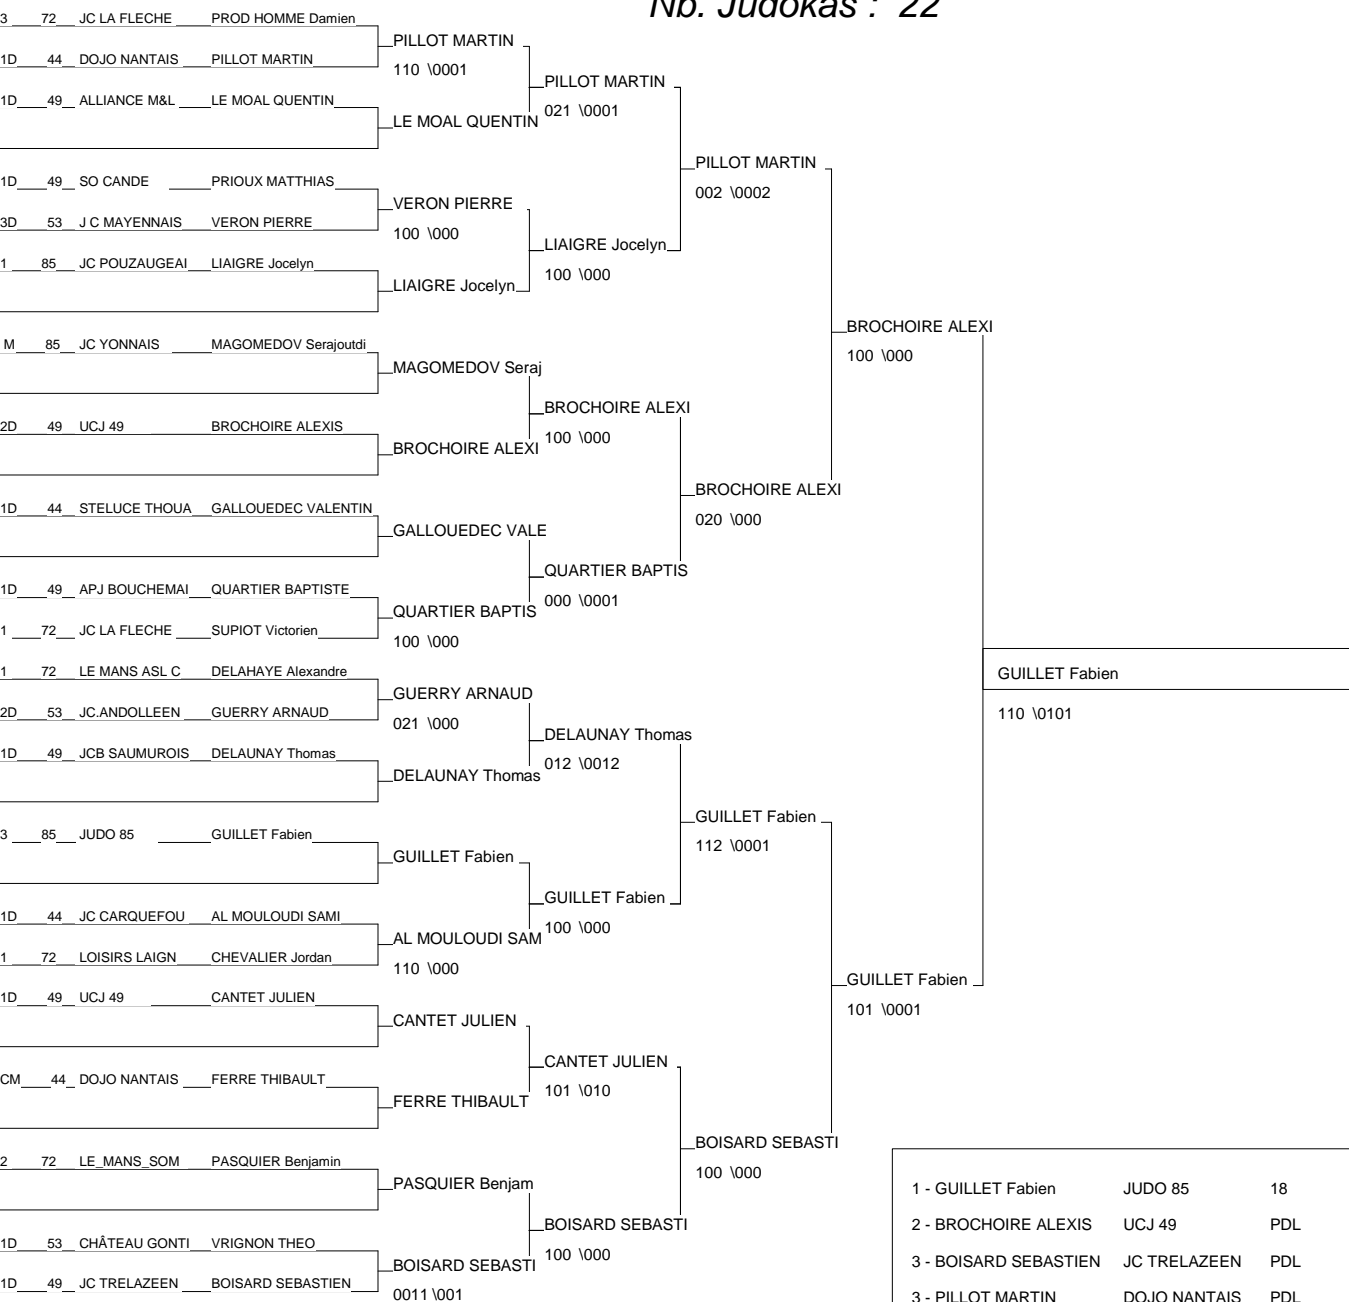 Nb. Judokas : 22
3 72 JC LA FLECHE PROD HOMME Damien
PILLOT MARTIN
1D 44 DOJO NANTAIS PILLOT MARTIN
110 \0001
PILLOT MARTIN
1D 49 ALLIANCE M&L LE MOAL QUENTIN
021 \0001
LE MOAL QUENTIN
PILLOT MARTIN
1D 49 SO CANDE PRIOUX MATTHIAS
002 \0002
VERON PIERRE
3D 53 J C MAYENNAIS VERON PIERRE
100 \000
LIAIGRE Jocelyn
1 85 JC POUZAUGEAI LIAIGRE Jocelyn
100 \000
LIAIGRE Jocelyn
BROCHOIRE ALEXI
M 85 JC YONNAIS MAGOMEDOV Serajoutdi
100 \000
MAGOMEDOV Seraj
BROCHOIRE ALEXI
2D 49 UCJ 49 BROCHOIRE ALEXIS
100 \000
BROCHOIRE ALEXI
BROCHOIRE ALEXI
1D 44 STELUCE THOUA GALLOUEDEC VALENTIN
020 \000
GALLOUEDEC VALE
QUARTIER BAPTIS
1D 49 APJ BOUCHEMAI QUARTIER BAPTISTE
000 \0001
QUARTIER BAPTIS
1 72 JC LA FLECHE SUPIOT Victorien
100 \000
1 72 LE MANS ASL C DELAHAYE Alexandre
GUILLET Fabien
GUERRY ARNAUD
2D 53 JC.ANDOLLEEN GUERRY ARNAUD
110 \0101
021 \000
DELAUNAY Thomas
1D 49 JCB SAUMUROIS DELAUNAY Thomas
012 \0012
DELAUNAY Thomas
GUILLET Fabien
3 85 JUDO 85 GUILLET Fabien
112 \0001
GUILLET Fabien
GUILLET Fabien
1D 44 JC CARQUEFOU AL MOULOUDI SAMI
100 \000
AL MOULOUDI SAM
1 72 LOISIRS LAIGN CHEVALIER Jordan
110 \000
GUILLET Fabien
1D 49 UCJ 49 CANTET JULIEN
101 \0001
CANTET JULIEN
CANTET JULIEN
CM 44 DOJO NANTAIS FERRE THIBAULT
101 \010
FERRE THIBAULT
BOISARD SEBASTI
2 72 LE_MANS_SOM PASQUIER Benjamin
100 \000
PASQUIER Benjam
1 - GUILLET Fabien JUDO 85 18
BOISARD SEBASTI
2 - BROCHOIRE ALEXIS UCJ 49 PDL
1D 53 CHÂTEAU GONTI VRIGNON THEO
100 \000
BOISARD SEBASTI
3 - BOISARD SEBASTIEN JC TRELAZEEN PDL
1D 49 JC TRELAZEEN BOISARD SEBASTIEN
0011 \001
3 - PILLOT MARTIN DOJO NANTAIS PDL